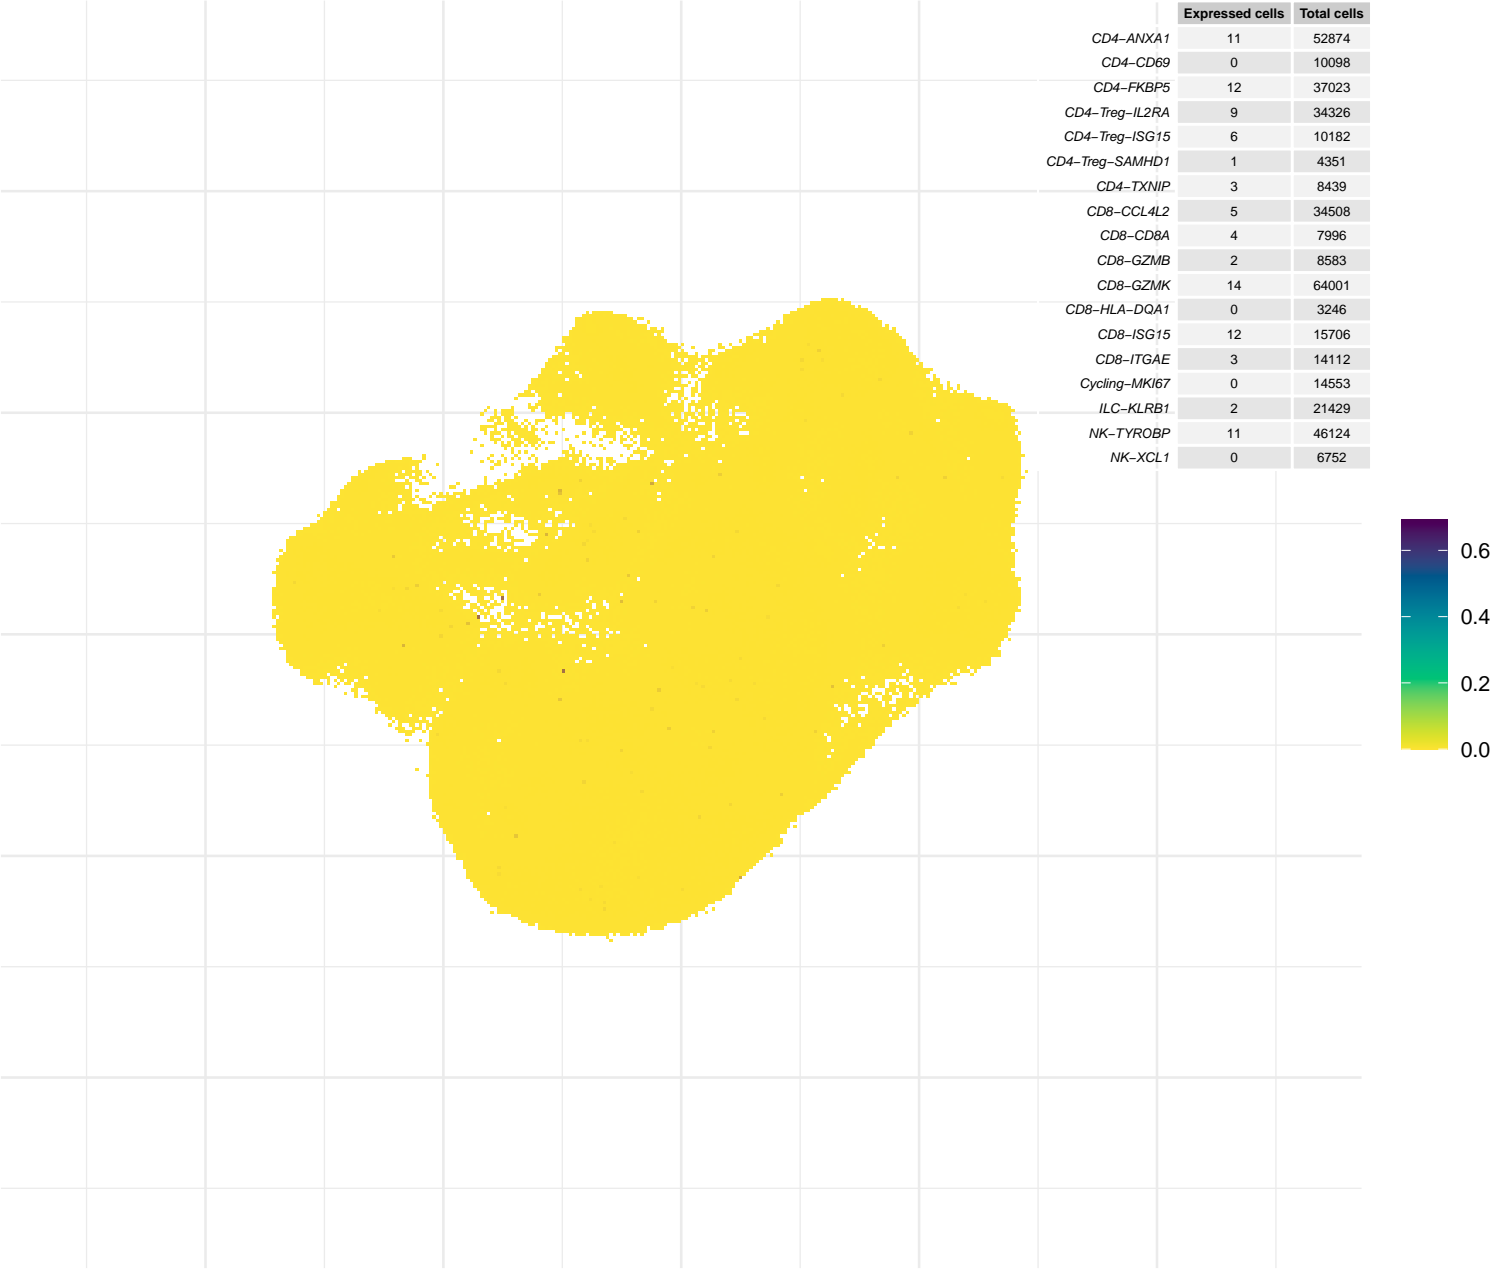 Expressed cells Total cells
CD4−ANXA1 11 52874
CD4−CD69 0 10098
CD4−FKBP5 12 37023
CD4−Treg−IL2RA 9 34326
CD4−Treg−ISG15 6 10182
CD4−Treg−SAMHD1 1 4351
CD4−TXNIP 3 8439
CD8−CCL4L2 5 34508
CD8−CD8A 4 7996
CD8−GZMB 2 8583
CD8−GZMK 14 64001
CD8−HLA−DQA1 0 3246
CD8−ISG15 12 15706
CD8−ITGAE 3 14112
Cycling−MKI67 0 14553
ILC−KLRB1 2 21429
NK−TYROBP 11 46124
NK−XCL1 0 6752
0.6
0.4
0.2
0.0